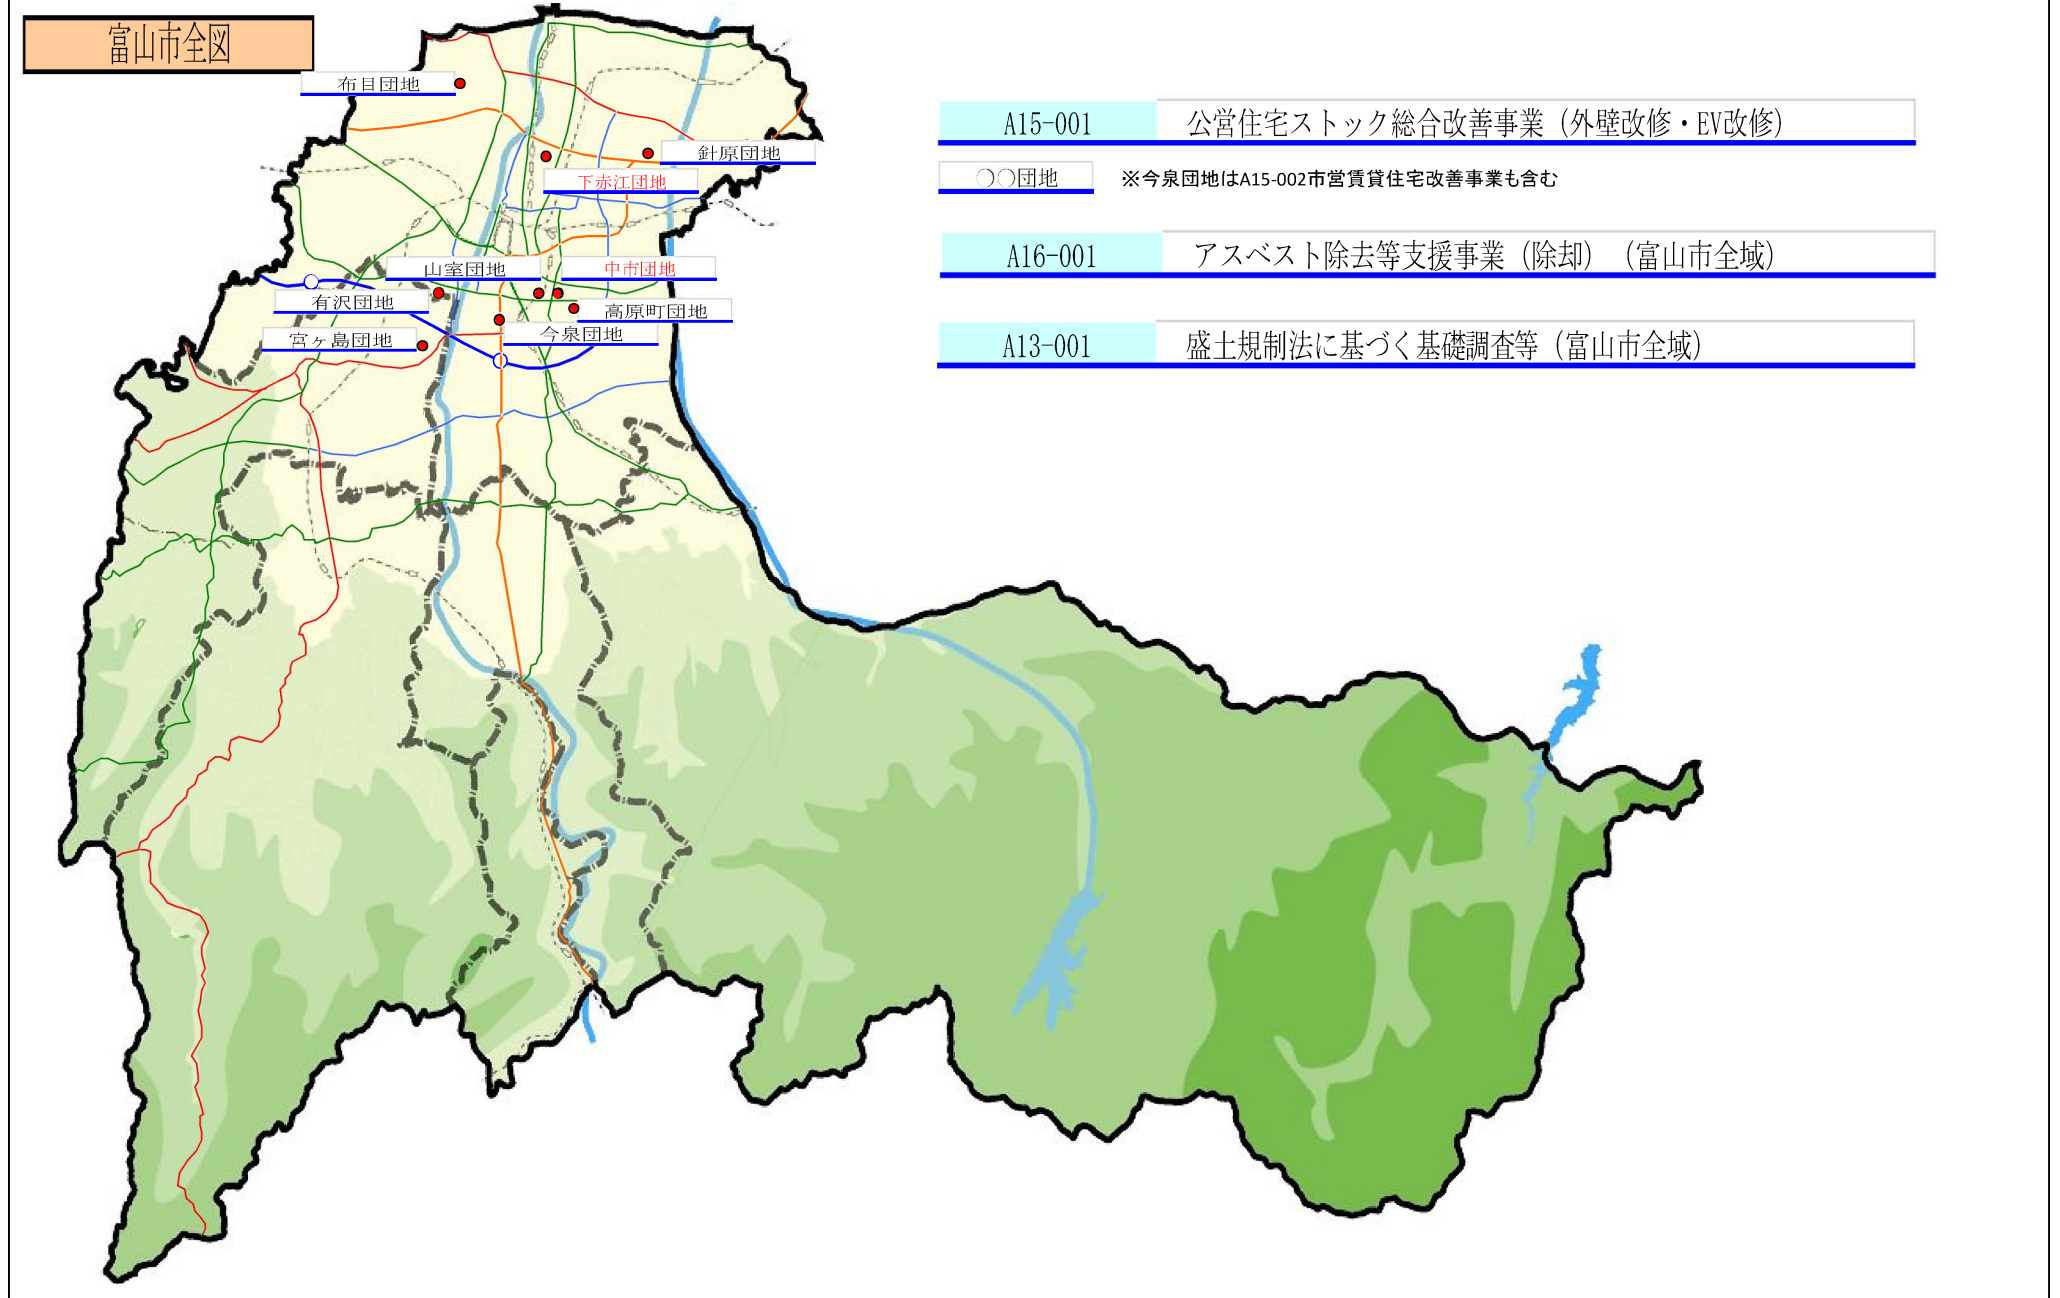 富山市全図
布目団地
針原団地
下赤江団地
山室団地
中市団地
有沢団地
高原町団地
今泉団地
宮ヶ島団地
A15-001 公営住宅ストック総合改善事業（外壁改修・EV改修）
○○団地 ※今泉団地はA15-002市営賃貸住宅改善事業も含む
A16-001 アスベスト除去等支援事業（除却）（富山市全域）
A13-001 盛土規制法に基づく基礎調査等（富山市全域）